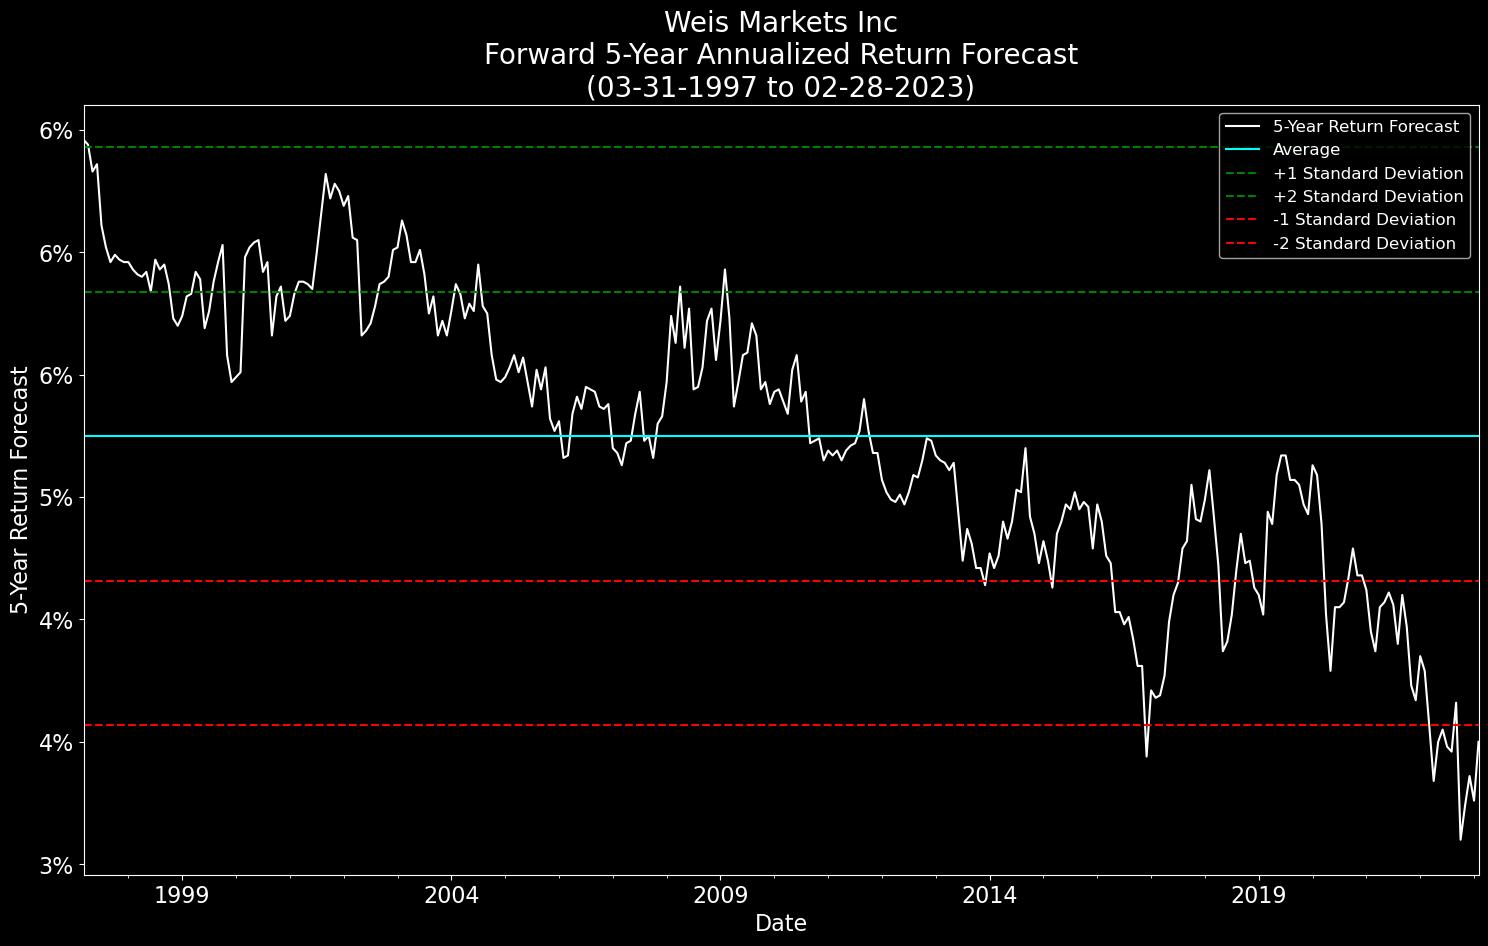 Weis Markets Inc
Forward 5-Year Annualized Return Forecast
(03-31-1997 to 02-28-2023)
5-Year Return Forecast
6%
6%
6%
5%
4%
4%
3%
5-Year Return Forecast
Average
+1 Standard Deviation
+2 Standard Deviation
-1 Standard Deviation
-2 Standard Deviation
1999
2004
2009
2014
2019
Date